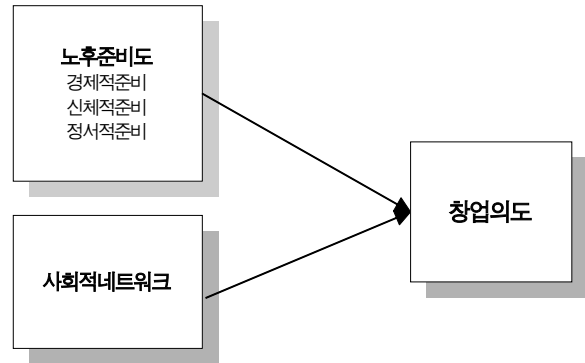 노후준비도
경제적준비
신체적준비
정서적준비
창업의도
사회적네트워크